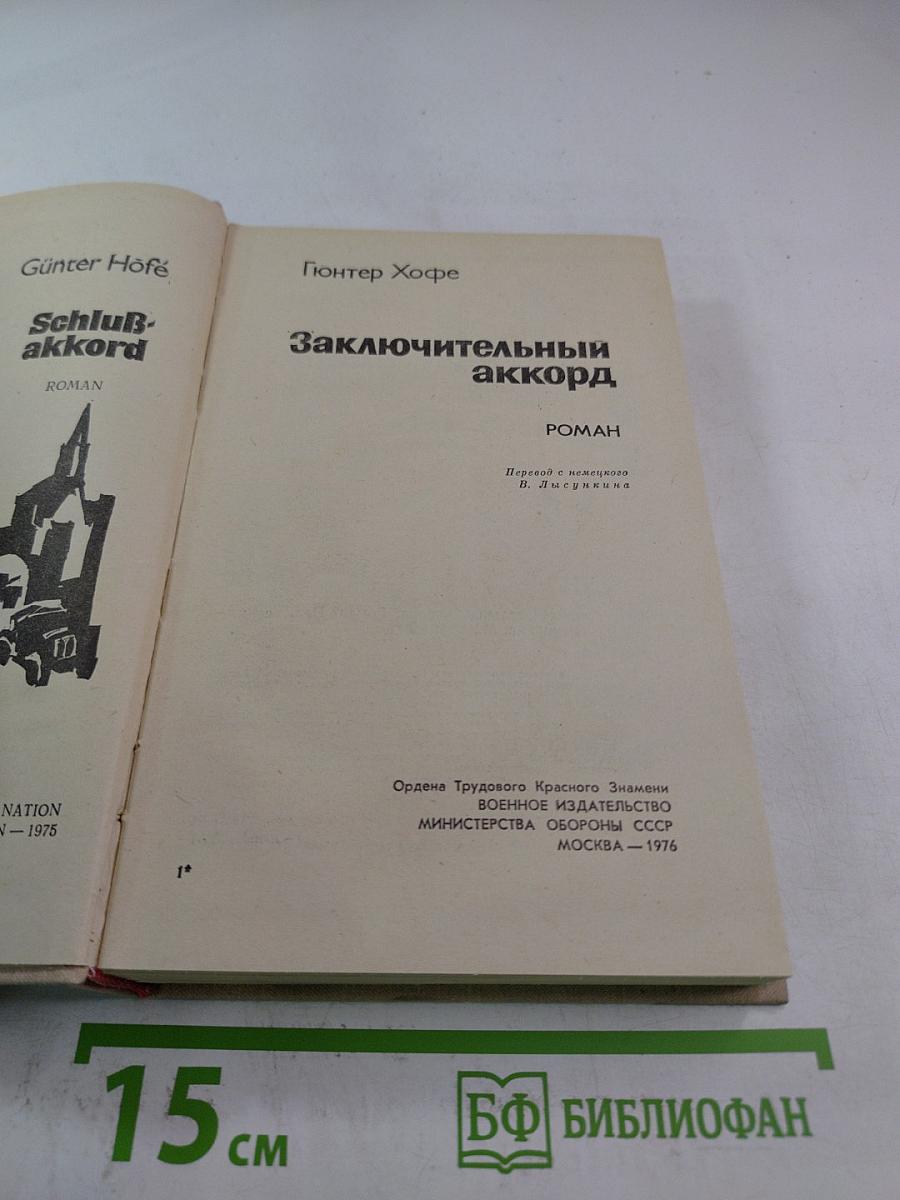 Günter Hofé
Schluß-
akkord
ROMAN
NATION
N — 1975
Гюнтер Хофе
Заключительный
аккорд
РОМАН
Перевод с немецкого
В. Лысункина
Ордена Трудового Красного Знамени
ВОЕННОЕ ИЗДАТЕЛЬСТВО
МИНИСТЕРСТВА ОБОРОНЫ СССР
МОСКВА — 1976
1*
15 см
БФ БИБЛИОФАН